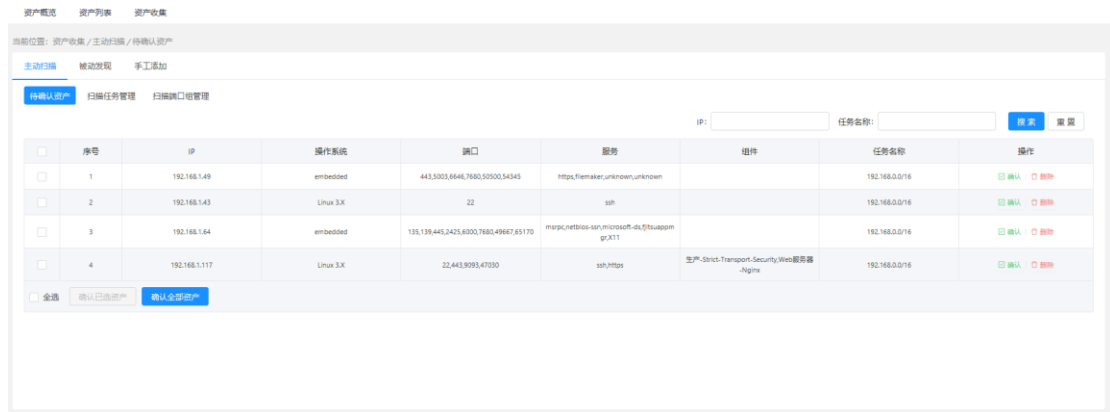 资产概览 资产列表 资产收集
当前位置：资产收集 / 主动扫描 / 待确认资产
主动扫描 被动发现 手工添加
待确认资产 扫描任务管理 扫描端口组管理
IP： 任务名称： 搜 索 重 置
序号 IP 操作系统 端口 服务 组件 任务名称 操作
1 192.168.1.49 embedded 443,5003,6646,7680,50500,54345 https,filemaker,unknown,unknown 192.168.0.0/16 确认 删除
2 192.168.1.43 Linux 3.X 22 ssh 192.168.0.0/16 确认 删除
3 192.168.1.64 embedded 135,139,445,2425,6000,7680,49667,65170 msrpc,netbios-ssn,microsoft-ds,fjitsuappm
gr,X11 192.168.0.0/16 确认 删除
4 192.168.1.117 Linux 3.X 22,443,9093,47030 ssh,https 生产-Strict-Transport-Security,Web服务器
-Nginx 192.168.0.0/16 确认 删除
全选 确认已选资产 确认全部资产